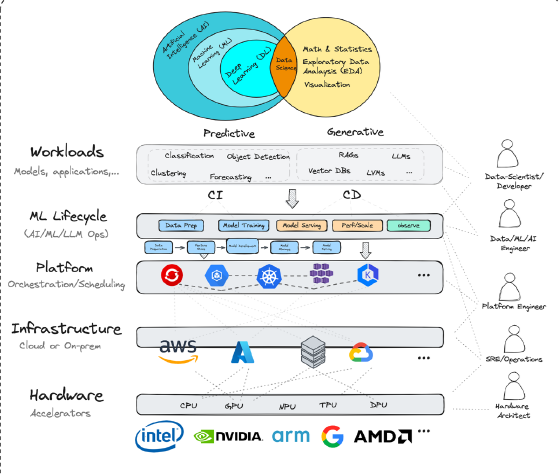 Artificial
Intelligence (AI)
Machine
Learning (ML)
Deep
Learning (DL)
Data
Science
Math & Statistics
Exploratory Data
Analaysis (EDA)
Visualization
Predictive
Generative
Workloads
Models, applications,...
Classification
Object Detection
Clustering
Forecasting
...
RAGs
LLMs
Vector DBs
LVMs
...
Data-Scientist/
Developer
CI
CD
ML Lifecycle
(AI/ML/LLM Ops)
Data Prep
Model Training
Model Serving
Perf/Scale
observe
Data/ML/AI
Engineer
Platform
Orchestration/Scheduling
K
...
Platform Engineer
Infrastructure
Cloud or On-prem
aws
...
SRE/Operations
Hardware
Accelerators
CPU
GPU
NPU
TPU
DPU
Hardware
Architect
intel
NVIDIA.
arm
G
AMD
...